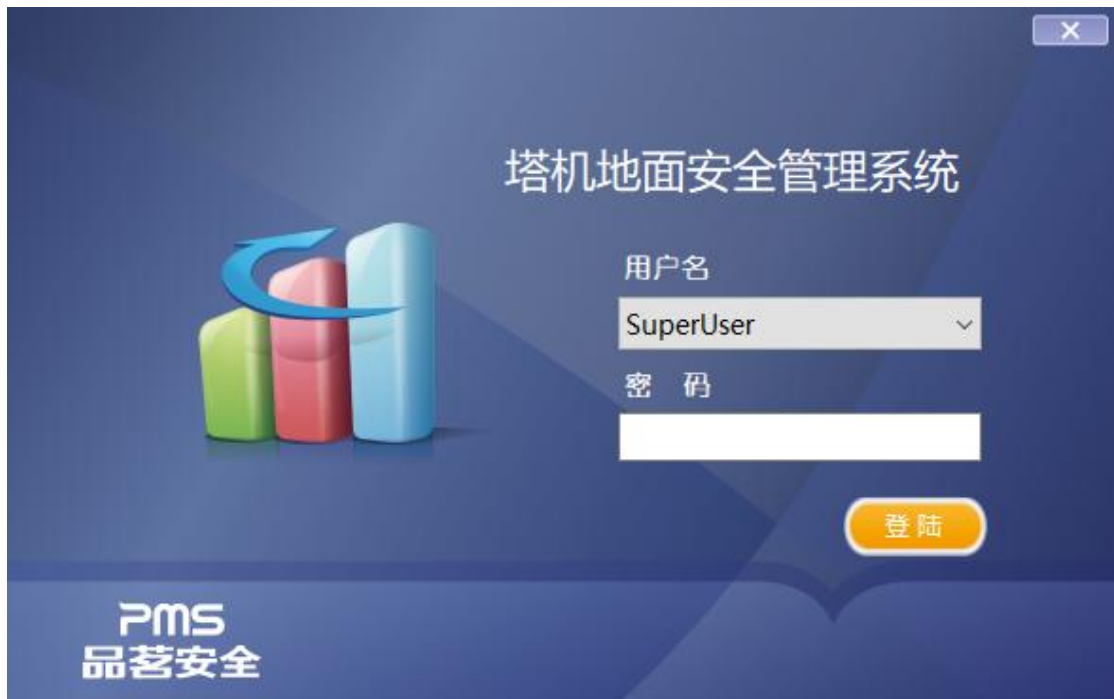 塔机地面安全管理系统
用户名
SuperUser
密 码
登 陆
PMS
品茗安全